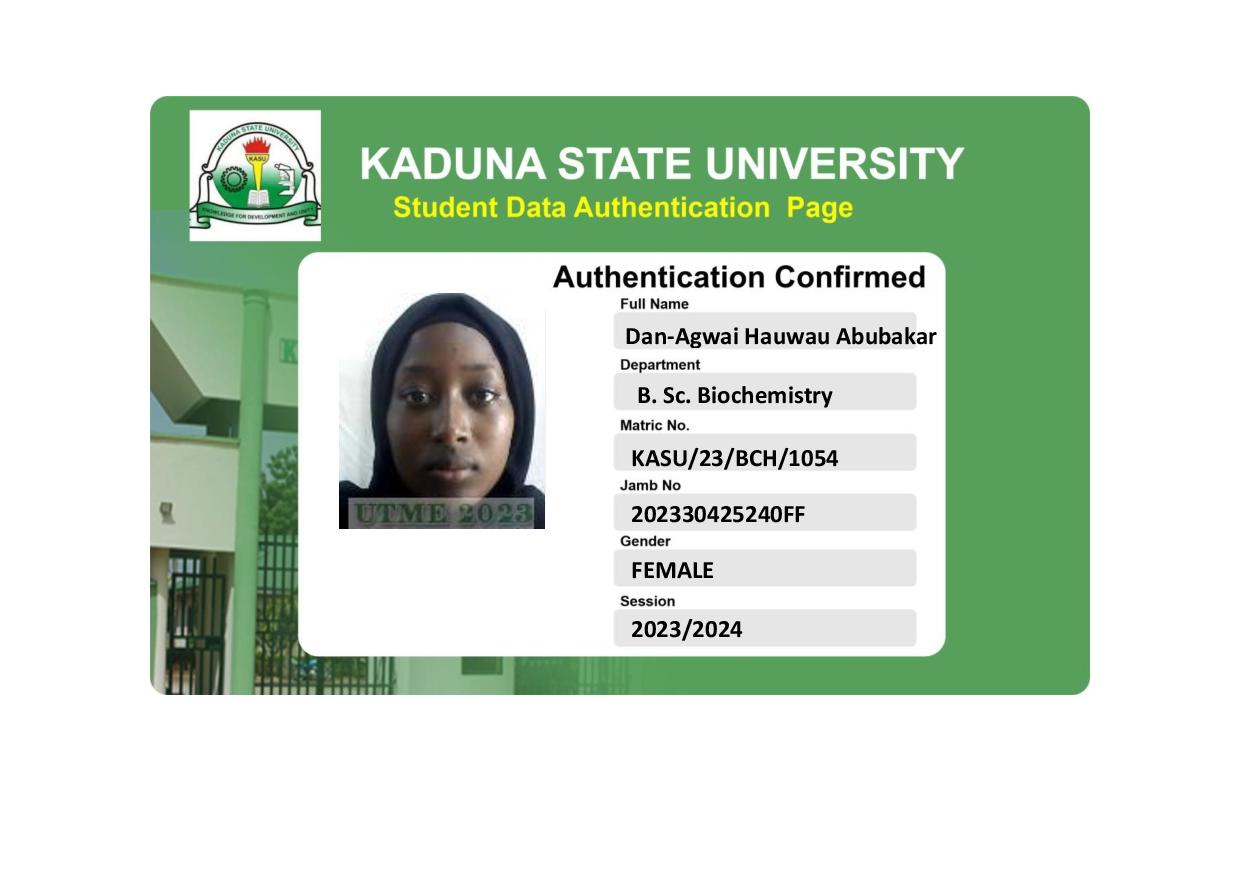 KADUNA STATE UNIVERSITY
KASU
KNOWLEDGE FOR DEVELOPMENT AND UNITY
KADUNA STATE UNIVERSITY
Student Data Authentication Page
Authentication Confirmed
Full Name
Dan-Agwai Hauwau Abubakar
Department
B. Sc. Biochemistry
Matric No.
KASU/23/BCH/1054
Jamb No
202330425240FF
Gender
FEMALE
Session
2023/2024
UTME 2023
K